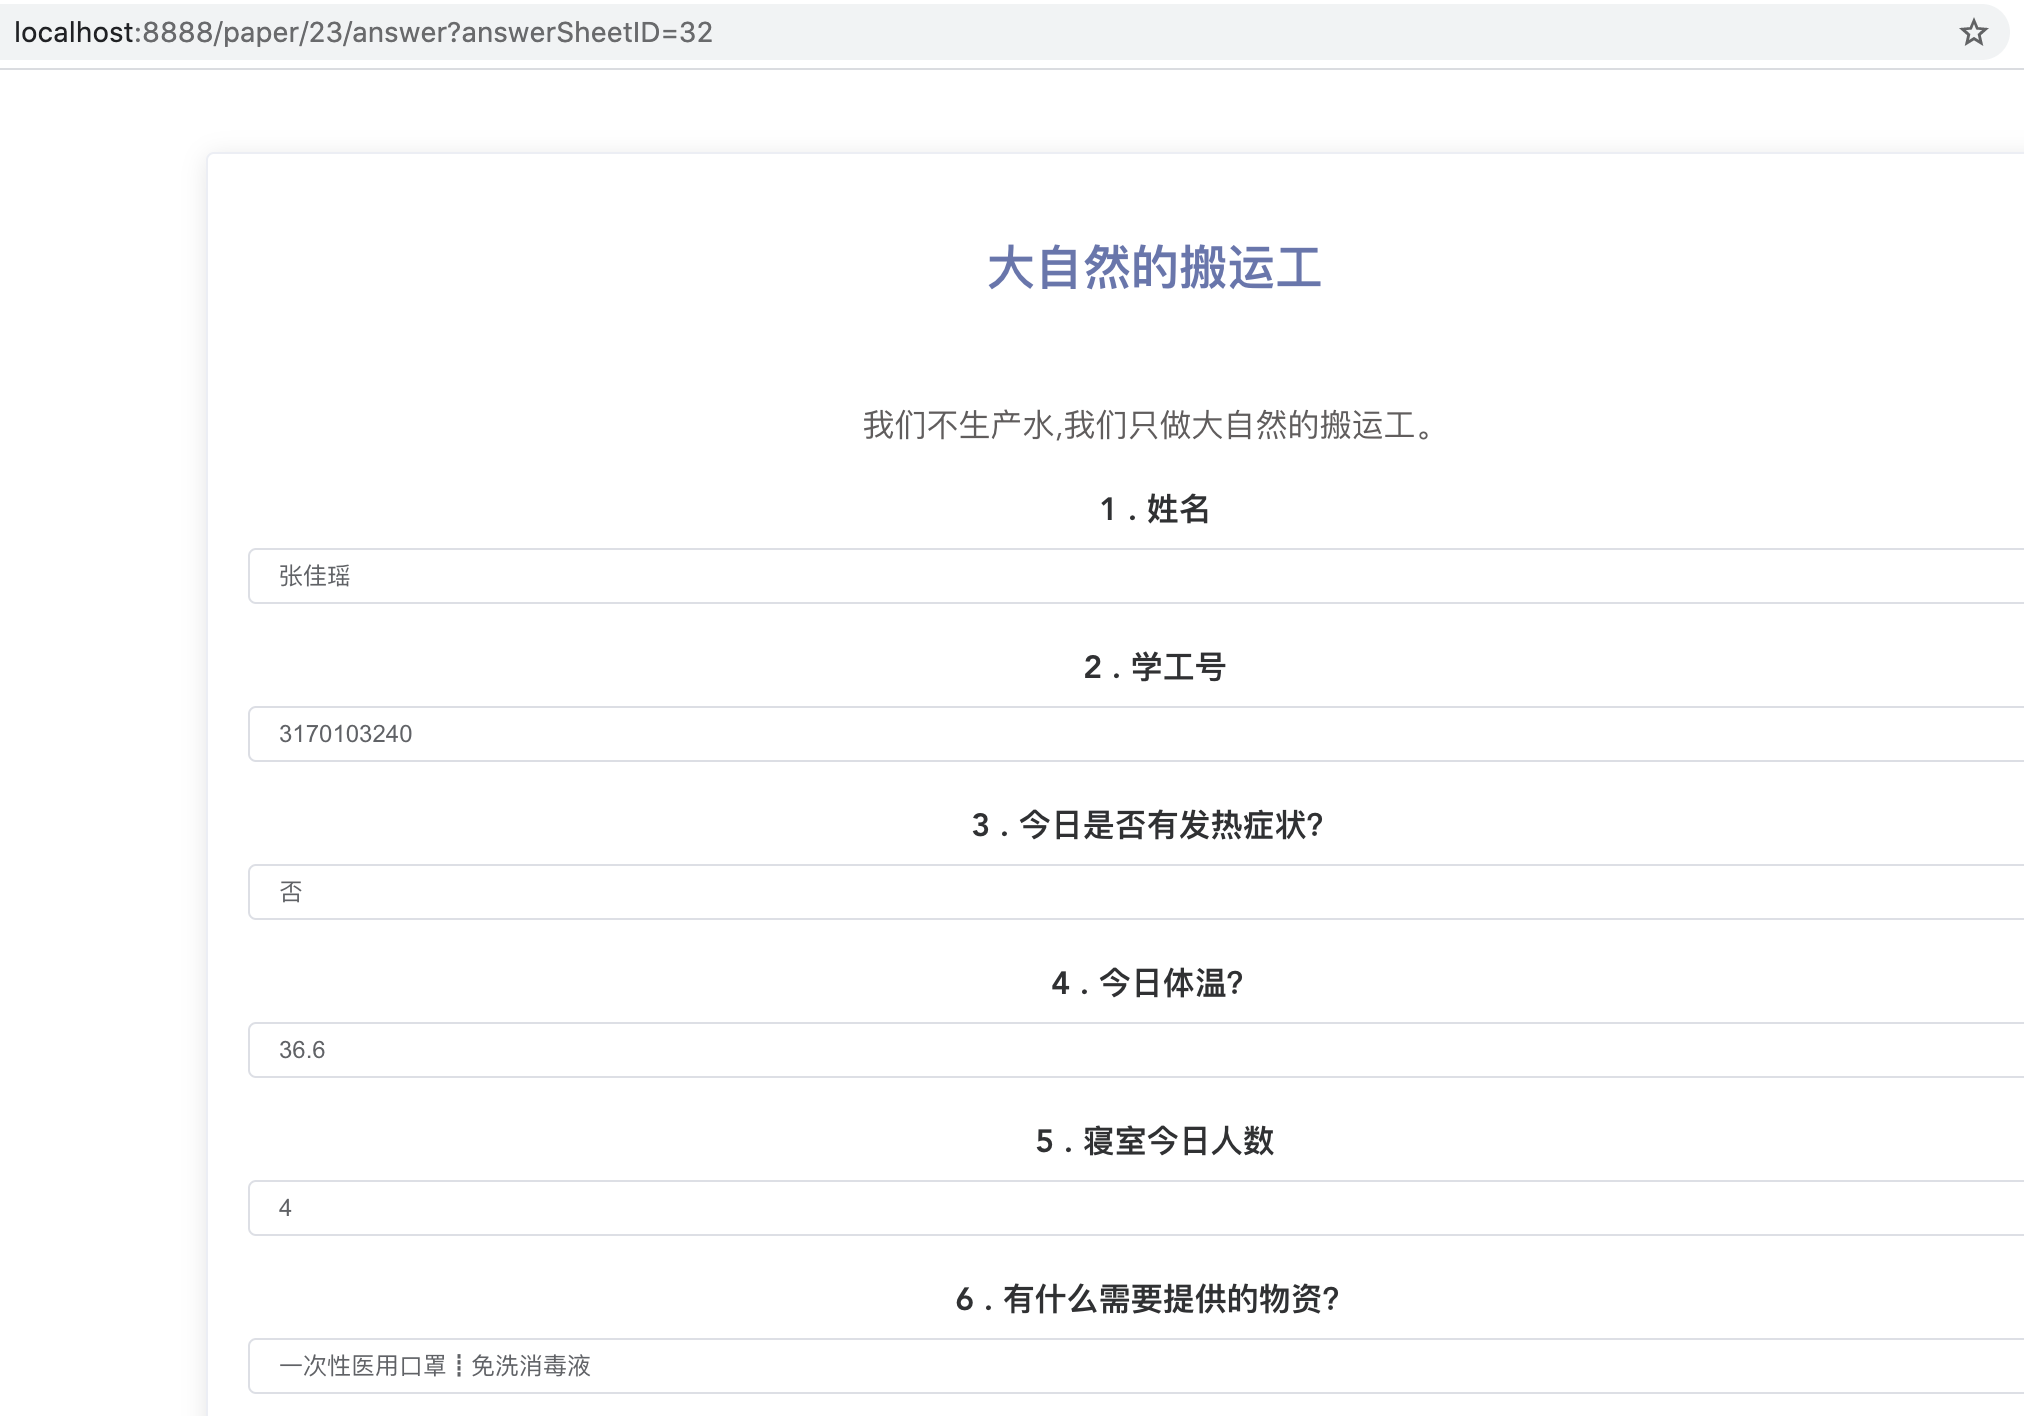 localhost:8888/paper/23/answer?answerSheetID=32
大自然的搬运工
我们不生产水,我们只做大自然的搬运工。
1 . 姓名
张佳瑶
2 . 学工号
3170103240
3 . 今日是否有发热症状?
否
4 . 今日体温?
36.6
5 . 寝室今日人数
4
6 . 有什么需要提供的物资?
一次性医用口罩┋免洗消毒液